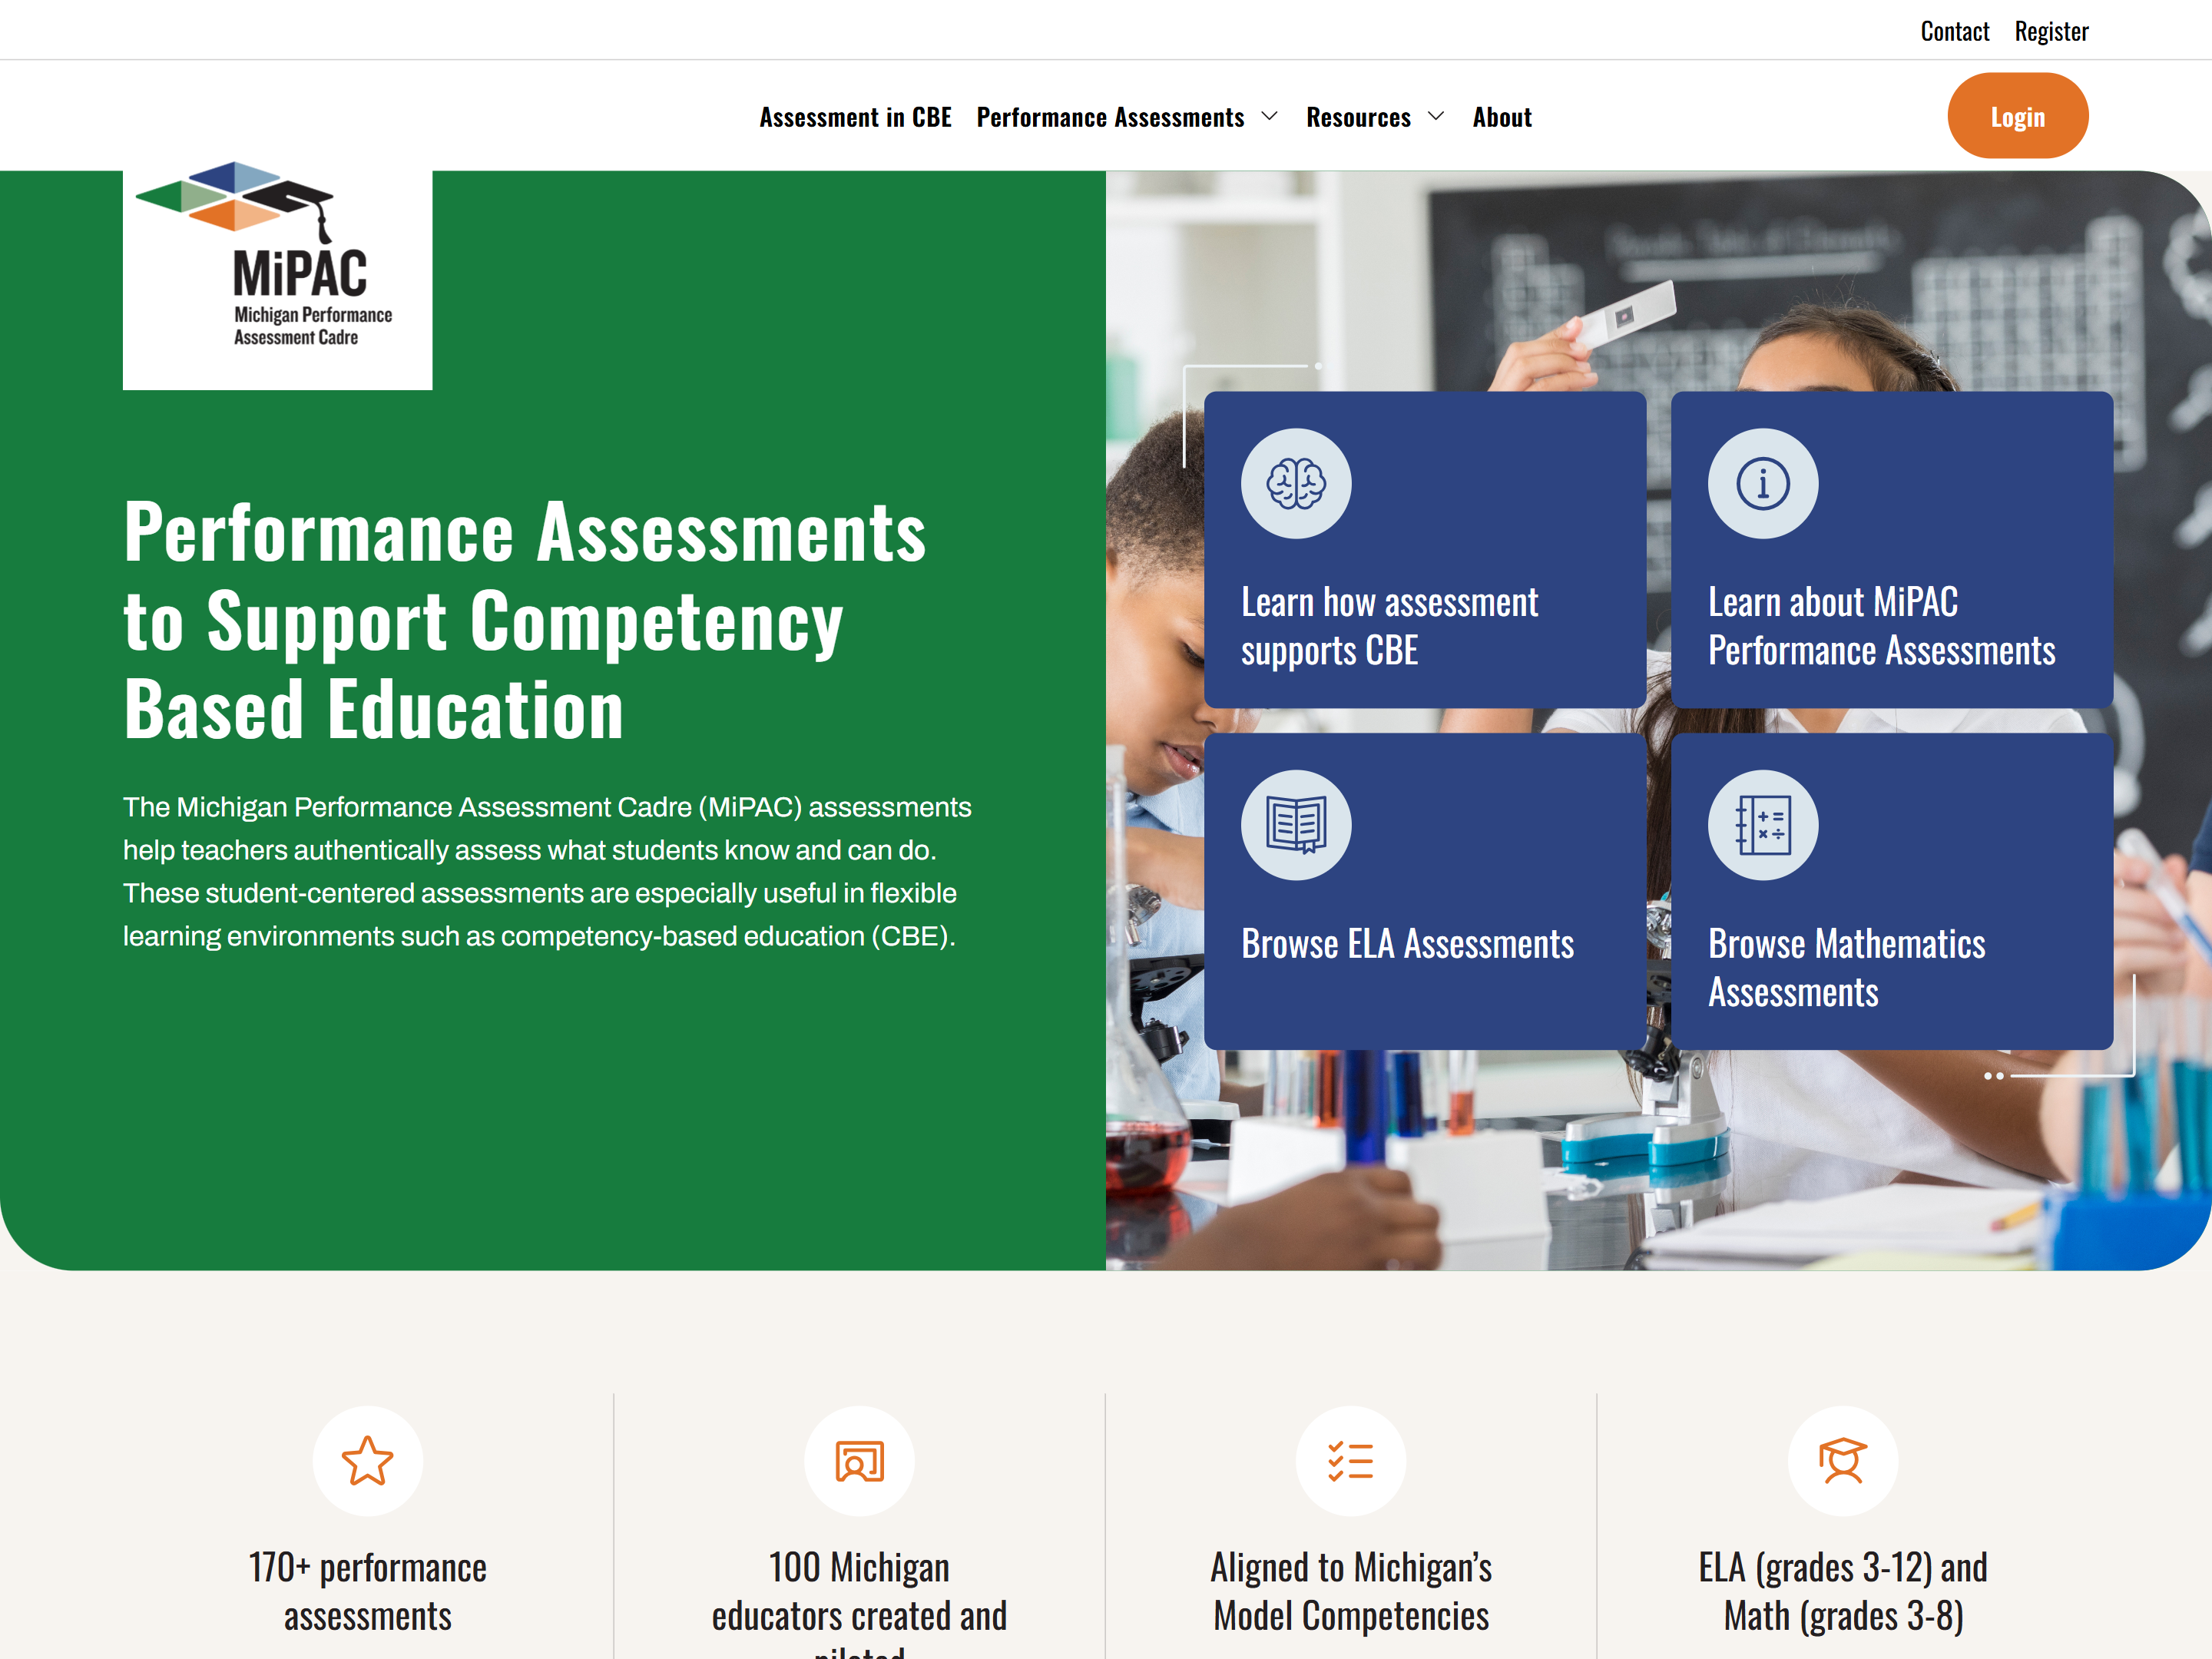 Contact Register
Assessment in CBE Performance Assessments Resources About
Login
MiPAC
Michigan Performance
Assessment Cadre
Performance Assessments
to Support Competency
Based Education
The Michigan Performance Assessment Cadre (MiPAC) assessments
help teachers authentically assess what students know and can do.
These student-centered assessments are especially useful in flexible
learning environments such as competency-based education (CBE).
Learn how assessment
supports CBE
Learn about MiPAC
Performance Assessments
Browse ELA Assessments
Browse Mathematics
Assessments
170+ performance
assessments
100 Michigan
educators created and
Aligned to Michigan’s
Model Competencies
ELA (grades 3-12) and
Math (grades 3-8)